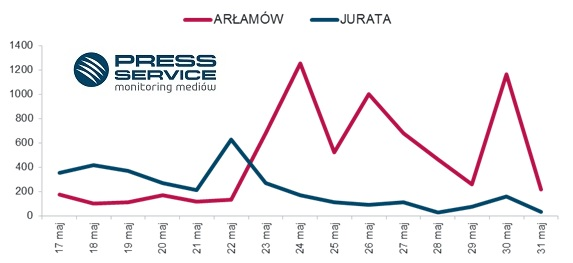 ARŁAMÓW JURATA
PRESS
SERVICE
monitoring mediów
1400
1200
1000
800
600
400
200
0
17 maj 18 maj 19 maj 20 maj 21 maj 22 maj 23 maj 24 maj 25 maj 26 maj 27 maj 28 maj 29 maj 30 maj 31 maj